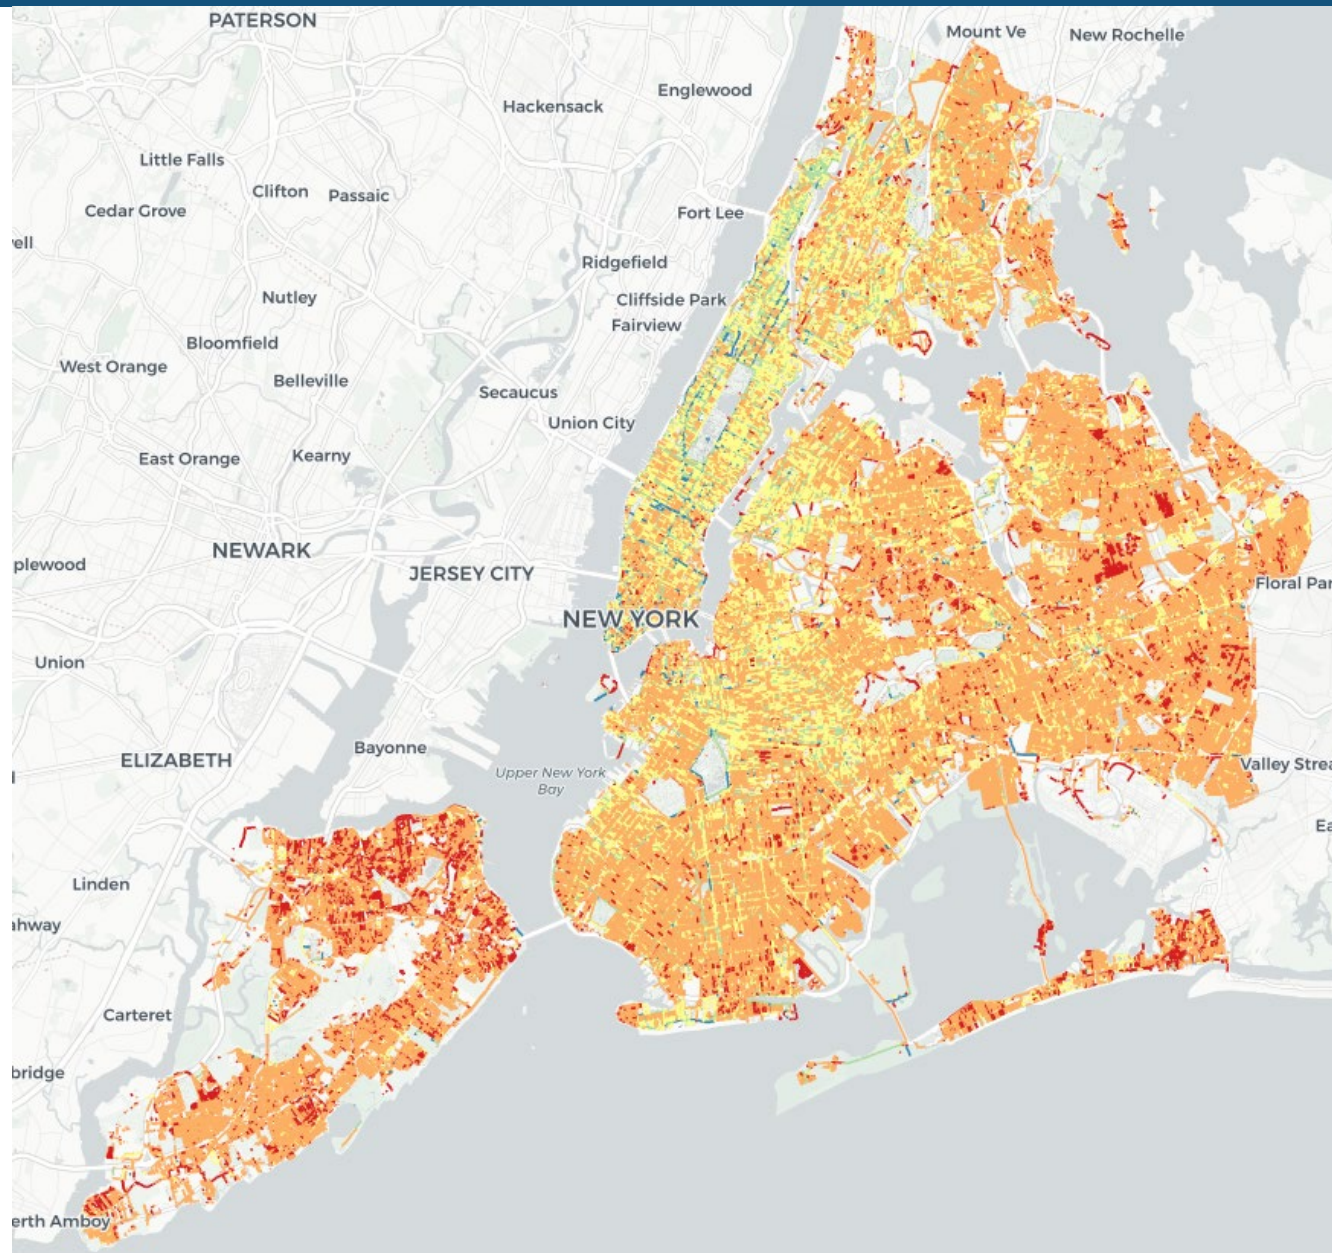 PATERSON
Mount Ve
New Rochelle
Englewood
Hackensack
Little Falls
Clifton
Passaic
Cedar Grove
Fort Lee
ell
Ridgefield
Nutley
Cliffside Park
Fairview
Bloomfield
West Orange
Belleville
Secaucus
Union City
East Orange
Kearny
NEWARK
plewood
JERSEY CITY
Floral Par
NEW YORK
Union
ELIZABETH
Bayonne
Upper New York
Bay
Valley Strea
Ea
Linden
ahway
Carteret
bridge
erth Amboy